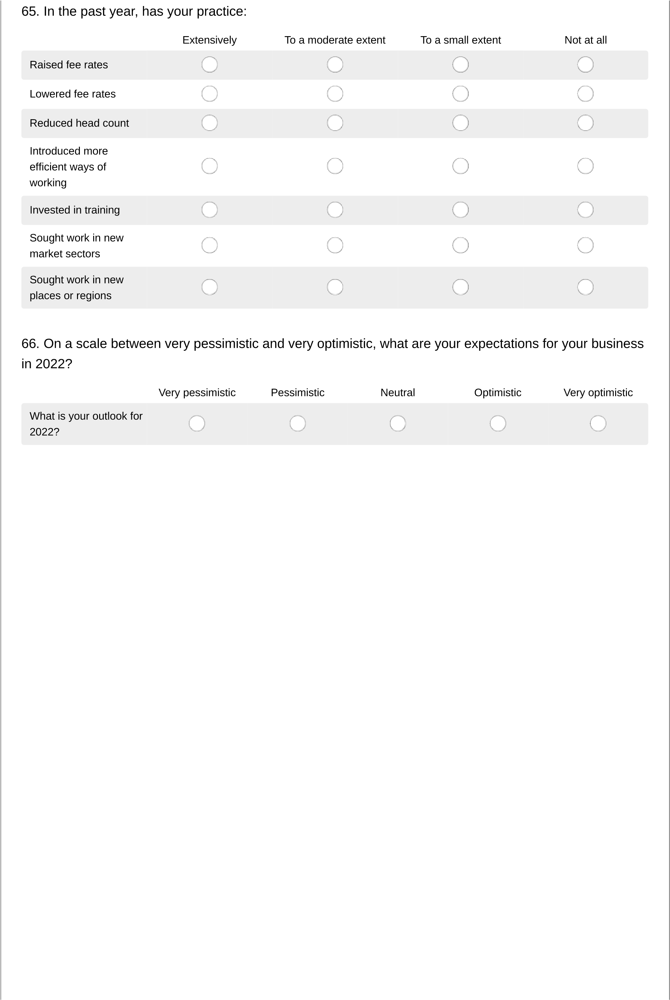 65. In the past year, has your practice:
Extensively To a moderate extent To a small extent Not at all
Raised fee rates
Lowered fee rates
Reduced head count
Introduced more
efficient ways of
working
Invested in training
Sought work in new
market sectors
Sought work in new
places or regions
66. On a scale between very pessimistic and very optimistic, what are your expectations for your business
in 2022?
Very pessimistic Pessimistic Neutral Optimistic Very optimistic
What is your outlook for
2022?